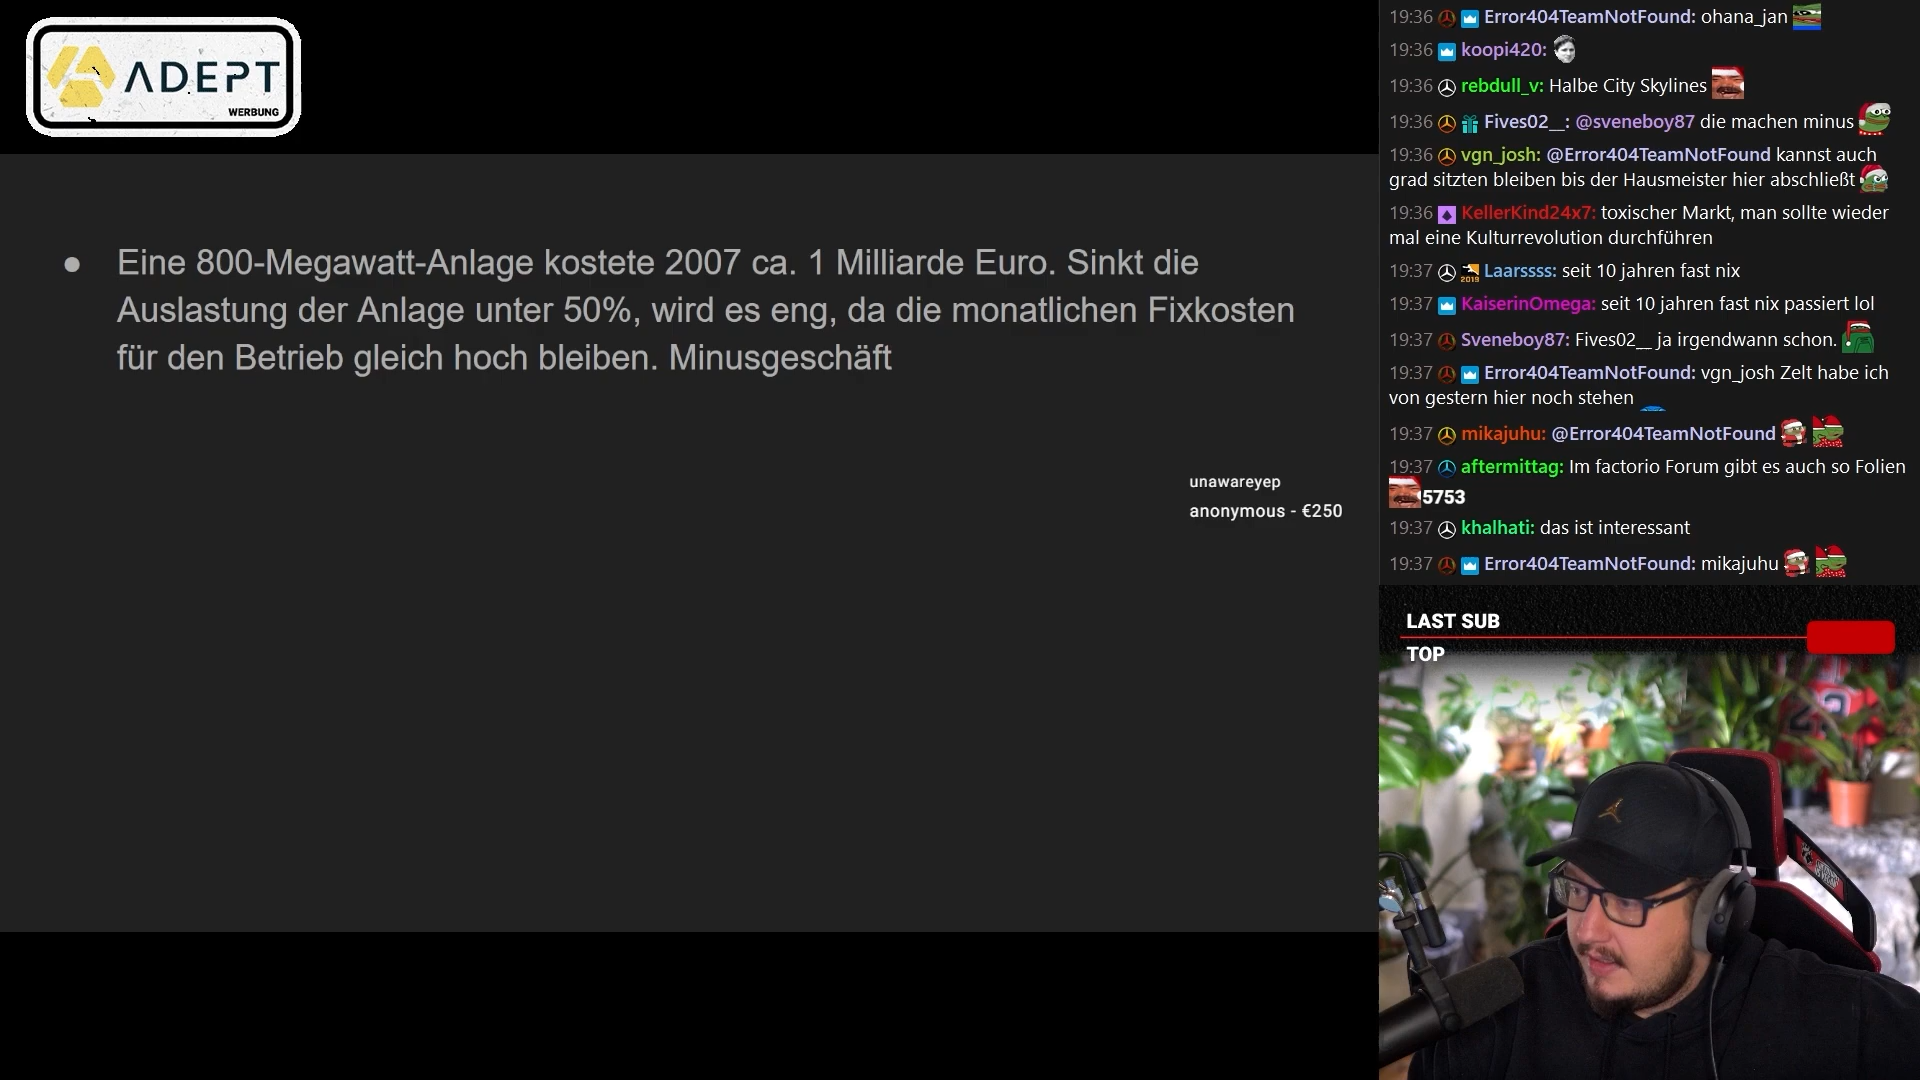 ADEPT
WERBUNG
● Eine 800-Megawatt-Anlage kostete 2007 ca. 1 Milliarde Euro. Sinkt die
Auslastung der Anlage unter 50%, wird es eng, da die monatlichen Fixkosten
für den Betrieb gleich hoch bleiben. Minusgeschäft
unawareyep
anonymous - €250
19:36 Error404TeamNotFound: ohana_jan
19:36 koopi420:
19:36 rebdull_v: Halbe City Skylines
19:36 Fives02__: @sveneboy87 die machen minus
19:36 vgn_josh: @Error404TeamNotFound kannst auch
grad sitzten bleiben bis der Hausmeister hier abschließt
19:36 KellerKind24x7: toxischer Markt, man sollte wieder
mal eine Kulturrevolution durchführen
19:37 2019 Laarssss: seit 10 jahren fast nix
19:37 KaiserinOmega: seit 10 jahren fast nix passiert lol
19:37 Sveneboy87: Fives02__ ja irgendwann schon.
19:37 Error404TeamNotFound: vgn_josh Zelt habe ich
von gestern hier noch stehen
19:37 mikajuhu: @Error404TeamNotFound
19:37 aftermittag: Im factorio Forum gibt es auch so Folien
5753
19:37 khalhati: das ist interessant
19:37 Error404TeamNotFound: mikajuhu
LAST SUB
TOP